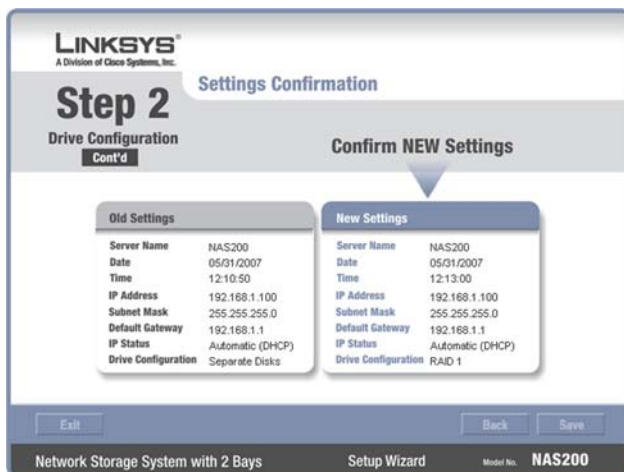 LINKSYS®
A Division of Cisco Systems, Inc.
Settings Confirmation
Step 2
Drive Configuration
Cont'd
Confirm NEW Settings
Old Settings
Server Name NAS200
Date 05/31/2007
Time 12:10:50
IP Address 192.168.1.100
Subnet Mask 255.255.255.0
Default Gateway 192.168.1.1
IP Status Automatic (DHCP)
Drive Configuration Separate Disks
New Settings
Server Name NAS200
Date 05/31/2007
Time 12:13:00
IP Address 192.168.1.100
Subnet Mask 255.255.255.0
Default Gateway 192.168.1.1
IP Status Automatic (DHCP)
Drive Configuration RAID 1
Exit Back Save
Network Storage System with 2 Bays Setup Wizard Model No. NAS200